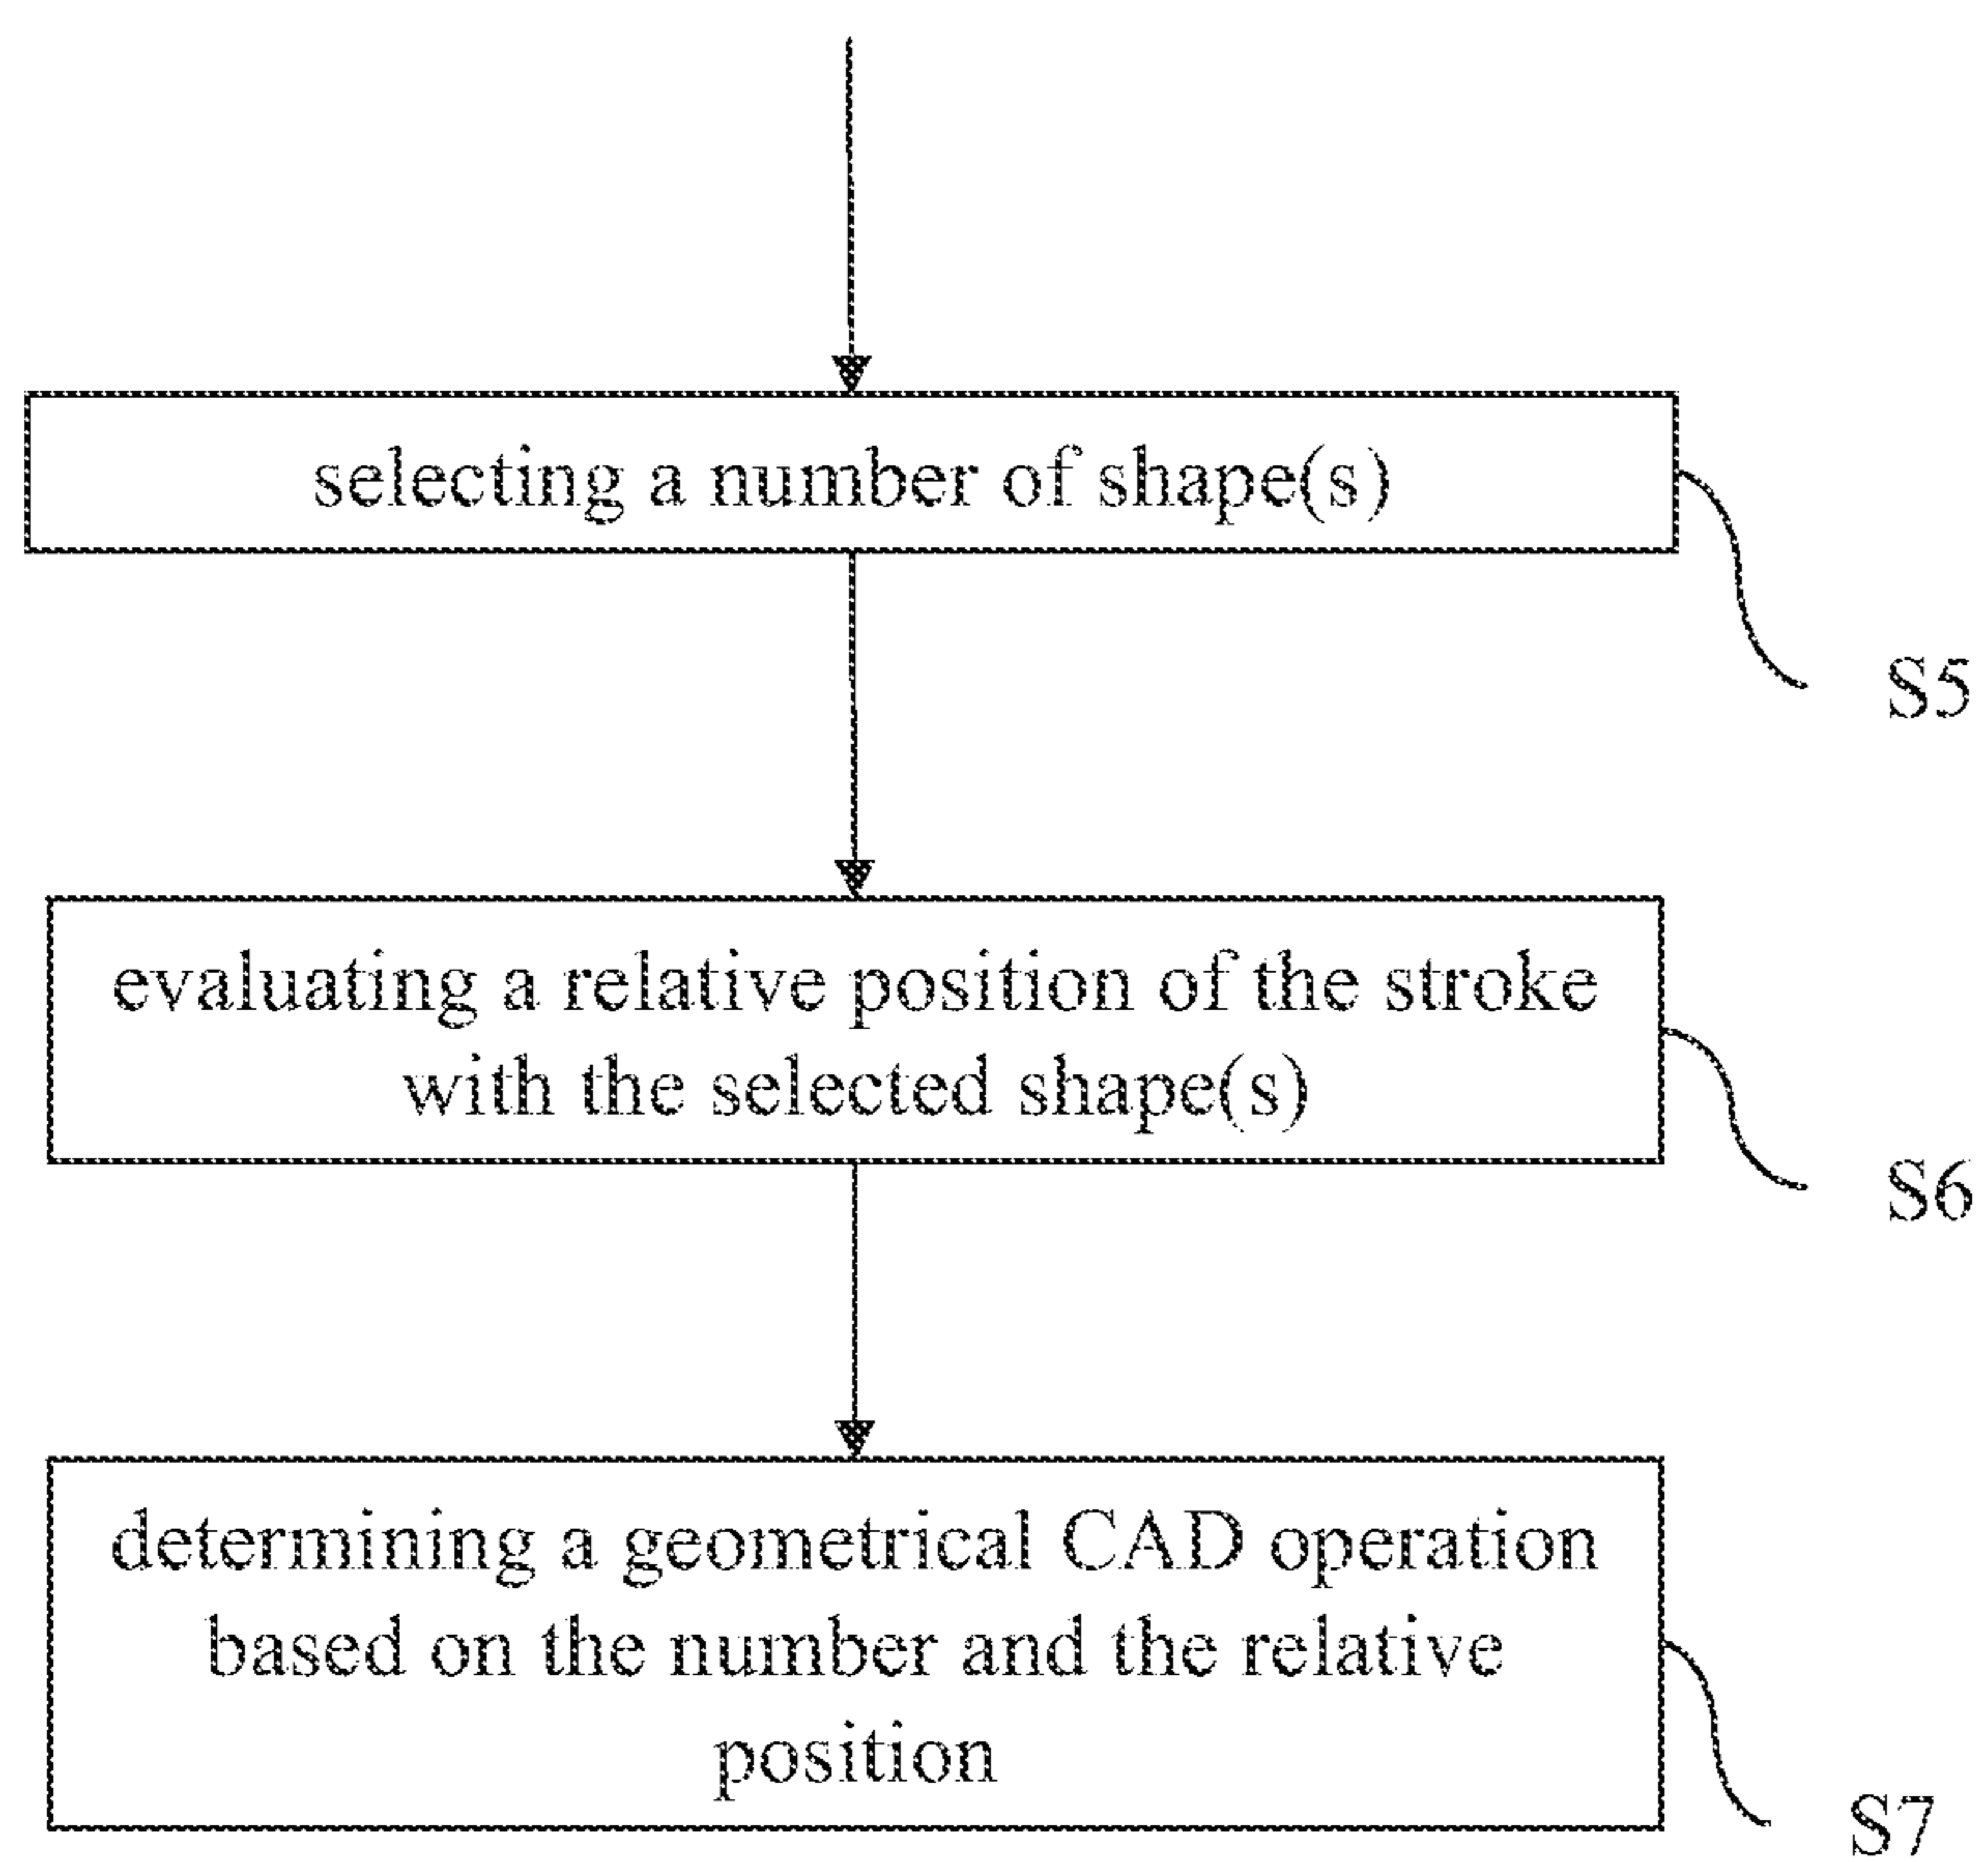 selecting a number of shape(s)
S5
evaluating a relative position of the stroke
with the selected shape(s)
S6
determining a geometrical CAD operation
based on the number and the relative
position
S7